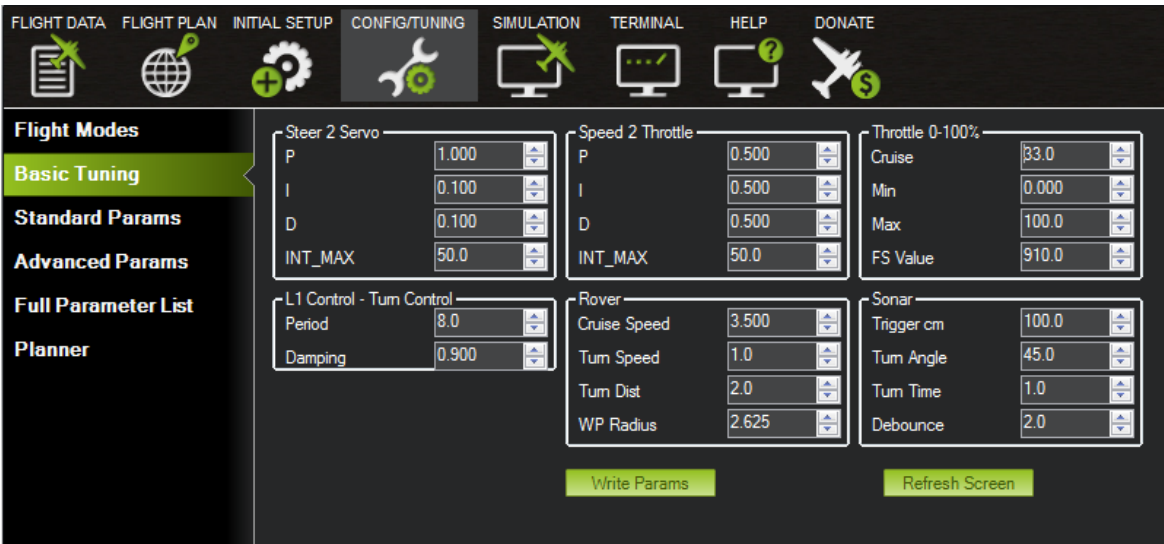 FLIGHT DATA FLIGHT PLAN INITIAL SETUP CONFIG/TUNING SIMULATION TERMINAL HELP DONATE
Flight Modes
Basic Tuning
Standard Params
Advanced Params
Full Parameter List
Planner
Steer 2 Servo
P 1.000
I 0.100
D 0.100
INT_MAX 50.0
Speed 2 Throttle
P 0.500
I 0.500
D 0.500
INT_MAX 50.0
Throttle 0-100%
Cruise 33.0
Min 0.000
Max 100.0
FS Value 910.0
L1 Control - Turn Control
Period 8.0
Damping 0.900
Rover
Cruise Speed 3.500
Turn Speed 1.0
Turn Dist 2.0
WP Radius 2.625
Sonar
Trigger cm 100.0
Turn Angle 45.0
Turn Time 1.0
Debounce 2.0
Write Params
Refresh Screen